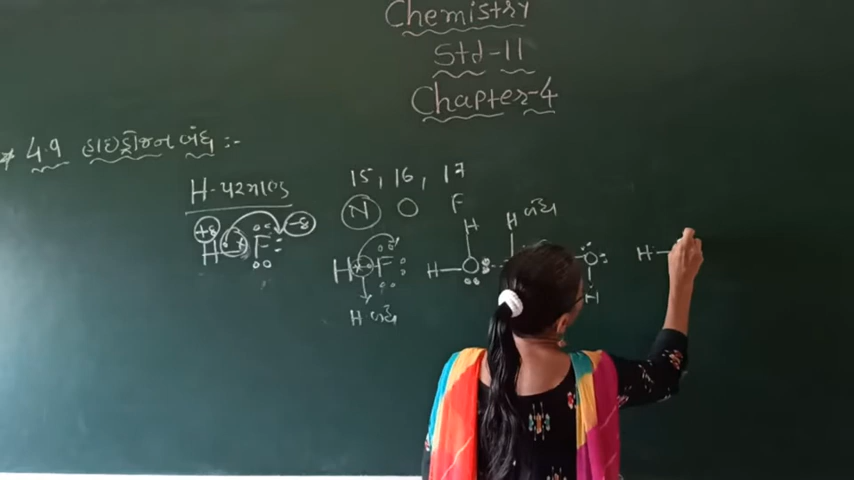 Chemistry
Std-11
Chapter-4
* 4.9 હાઇડ્રોજન બંધ :-
H-પરમાણુ
15, 16, 17
N O F
+δ -δ
H F
H F
H બંધ
H H બંધ
H-O
O
H
H-